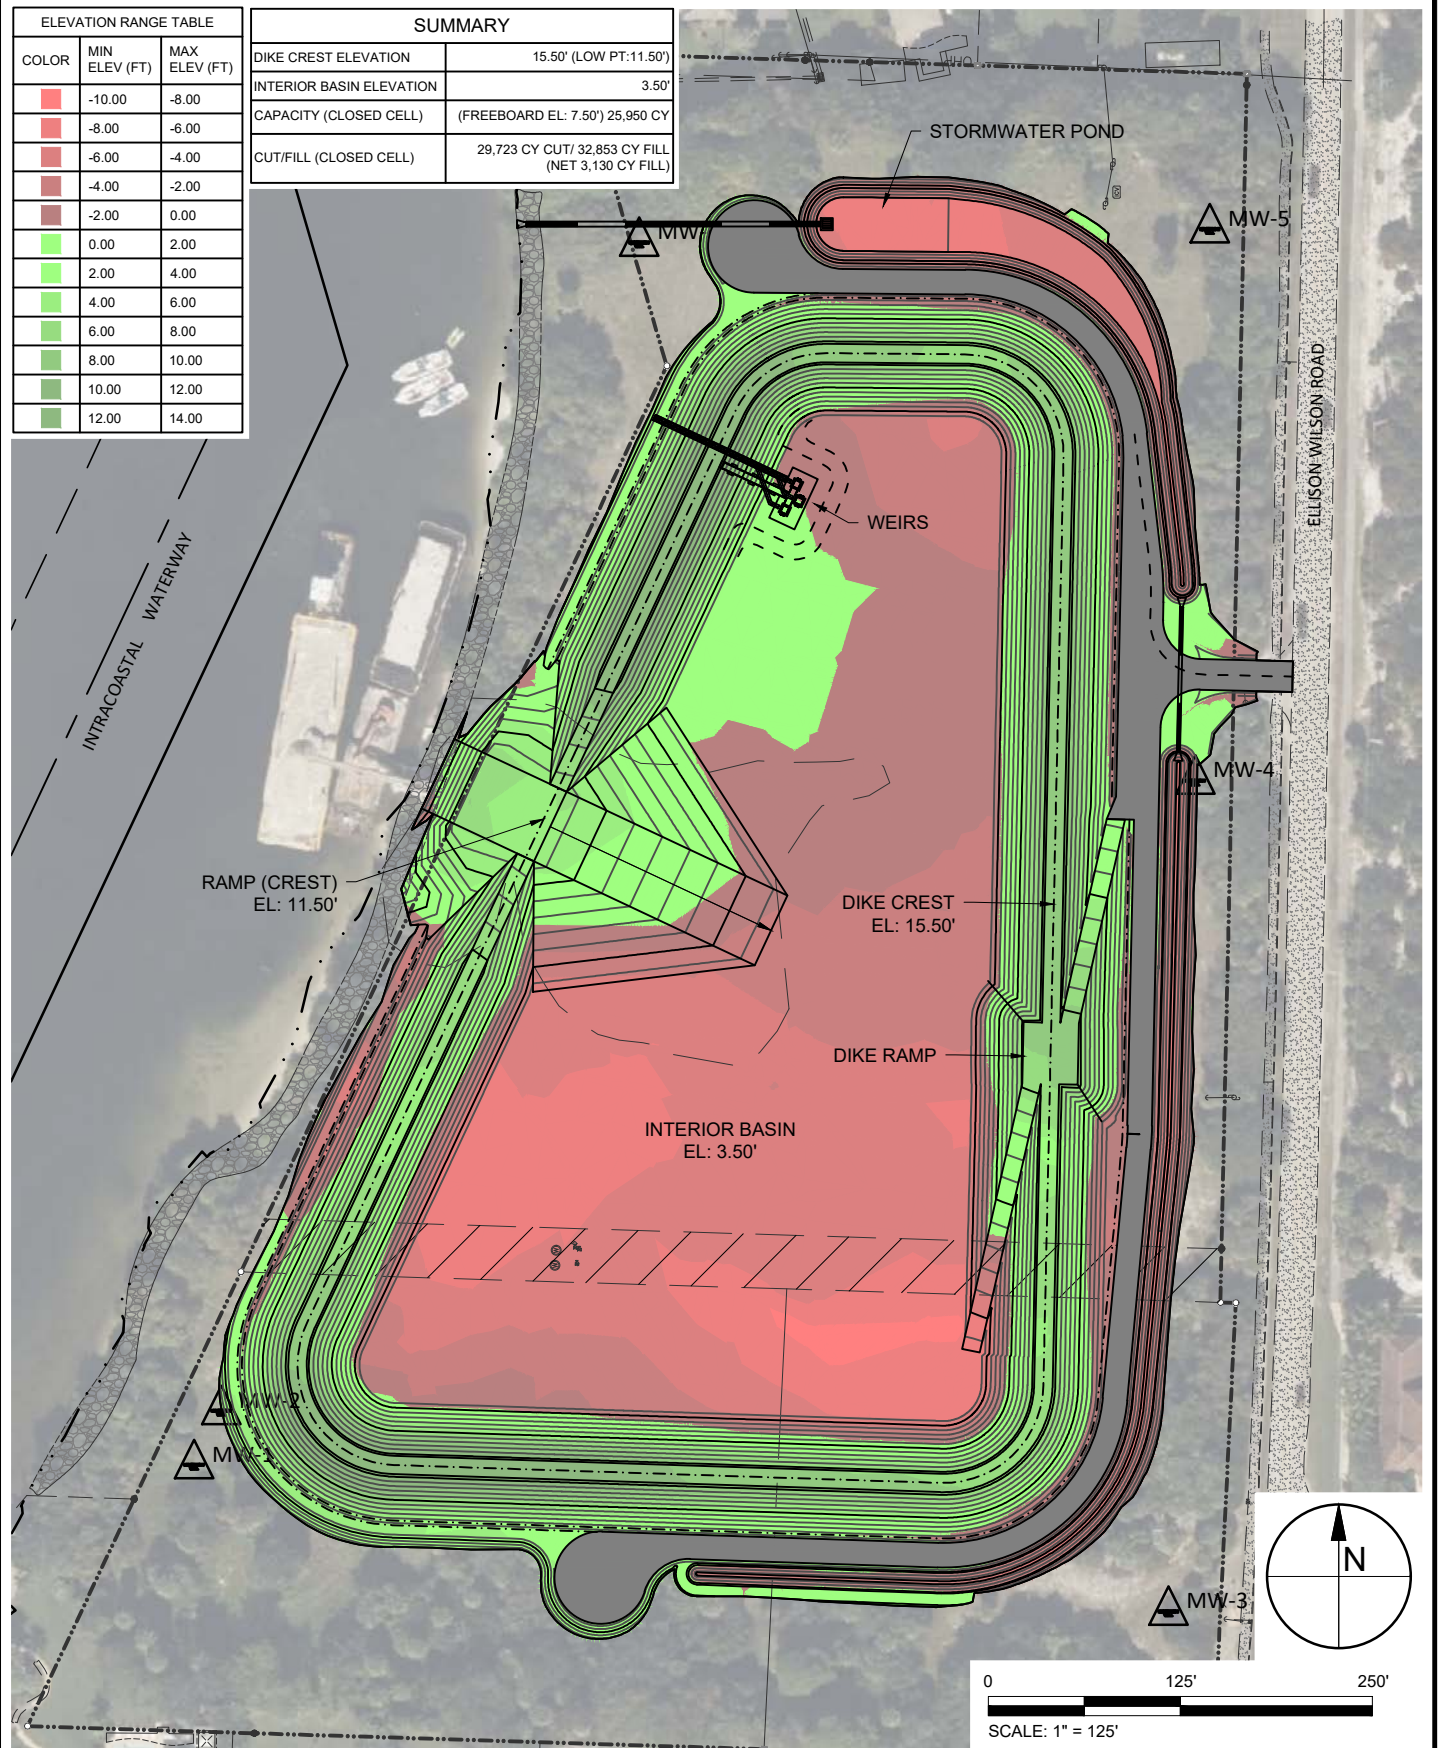 ELEVATION RANGE TABLE
COLOR MIN ELEV (FT) MAX ELEV (FT)
-10.00 -8.00
-8.00 -6.00
-6.00 -4.00
-4.00 -2.00
-2.00 0.00
0.00 2.00
2.00 4.00
4.00 6.00
6.00 8.00
8.00 10.00
10.00 12.00
12.00 14.00
SUMMARY
DIKE CREST ELEVATION 15.50' (LOW PT:11.50')
INTERIOR BASIN ELEVATION 3.50'
CAPACITY (CLOSED CELL) (FREEBOARD EL: 7.50') 25,950 CY
CUT/FILL (CLOSED CELL) 29,723 CY CUT/ 32,853 CY FILL
(NET 3,130 CY FILL)
OHU
STORMWATER POND
MW-5
MW
ELLISON WILSON ROAD
WEIRS
INTRACOASTAL WATERWAY
MW-4
RAMP (CREST)
EL: 11.50'
DIKE CREST
EL: 15.50'
DIKE RAMP
INTERIOR BASIN
EL: 3.50'
MW-2
MW-1
MW-3
N
0 125' 250'
SCALE: 1" = 125'